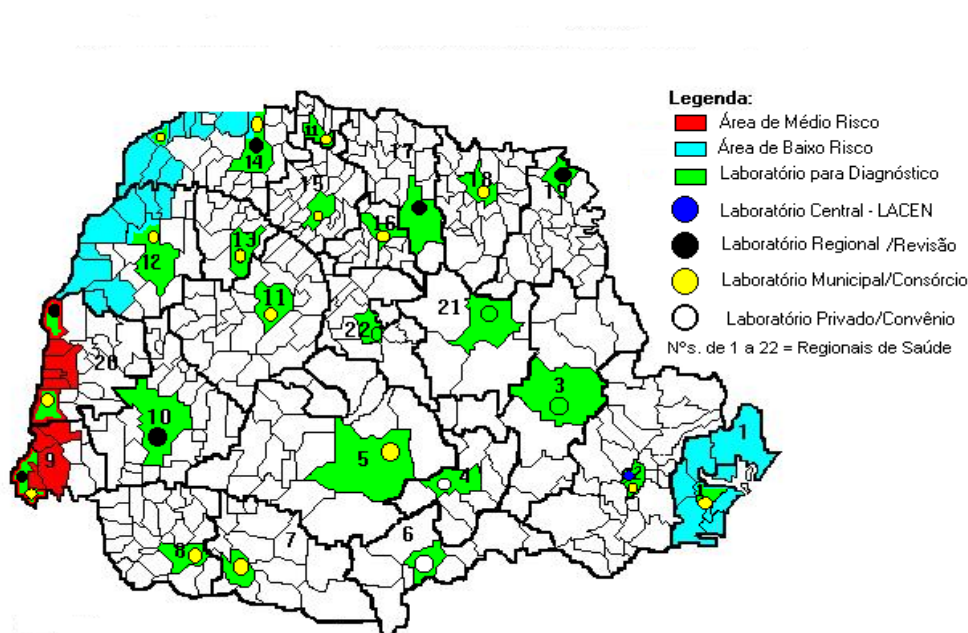 Legenda:
Área de Médio Risco
Área de Baixo Risco
Laboratório para Diagnóstico
Laboratório Central - LACEN
Laboratório Regional /Revisão
Laboratório Municipal/Consórcio
Laboratório Privado/Convênio
Nºs. de 1 a 22 = Regionais de Saúde
11
14
17
18
19
15
16
13
12
11
21
22
20
3
10
9
5
4
2
1
1
6
7
8